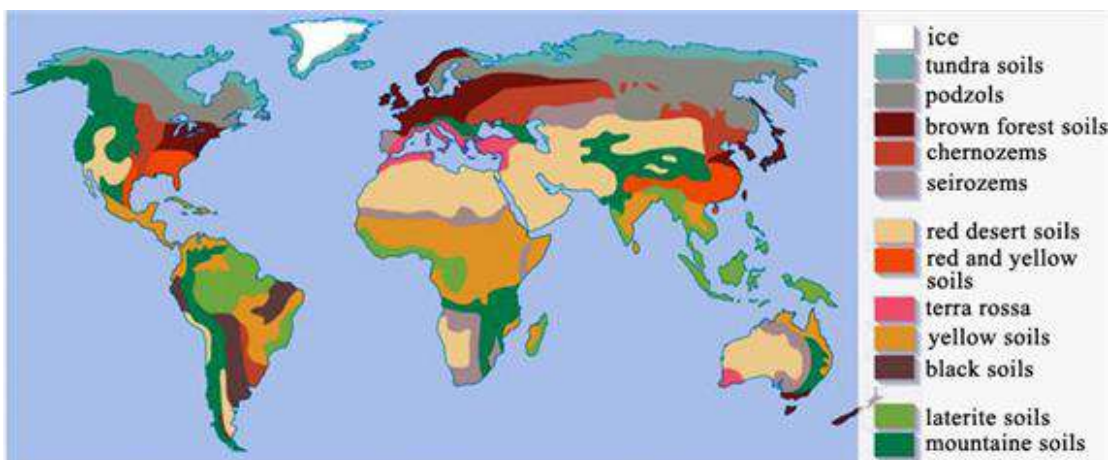 ice
tundra soils
podzols
brown forest soils
chernozems
seirozems
red desert soils
red and yellow
soils
terra rossa
yellow soils
black soils
laterite soils
mountaine soils